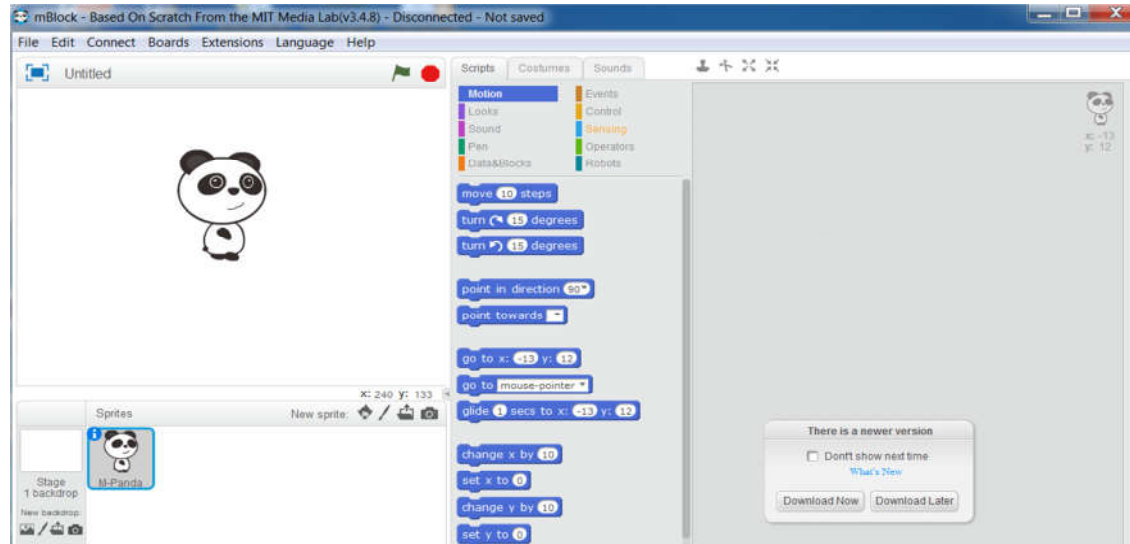 mBlock - Based On Scratch From the MIT Media Lab(v3.4.8) - Disconnected - Not saved
File Edit Connect Boards Extensions Language Help
Untitled
x: 240 y: 133
Sprites
New sprite:
Stage
1 backdrop
New backdrop:
M-Panda
Scripts Costumes Sounds
Motion Events
Looks Control
Sound Sensing
Pen Operators
Data&Blocks Robots
move 10 steps
turn 15 degrees
turn 15 degrees
point in direction 90
point towards
go to x: -13 y: 12
go to mouse-pointer
glide 1 secs to x: -13 y: 12
change x by 10
set x to 0
change y by 10
set y to 0
x: -13
y: 12
There is a newer version
Dont't show next time
What's New
Download Now Download Later